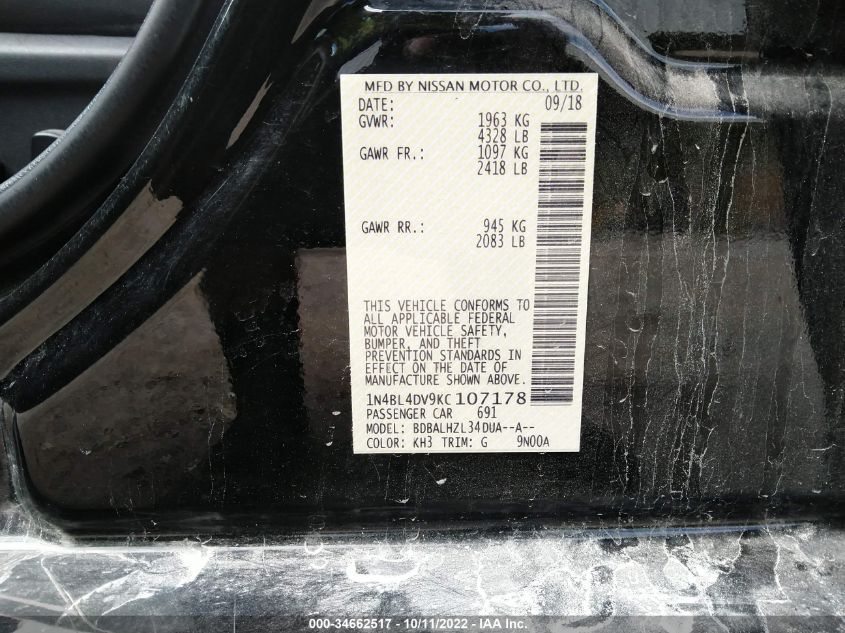 MFD BY NISSAN MOTOR CO., LTD.
DATE: 09/18
GVWR: 1963 KG
4328 LB
GAWR FR.: 1097 KG
2418 LB
GAWR RR.: 945 KG
2083 LB
THIS VEHICLE CONFORMS TO
ALL APPLICABLE FEDERAL
MOTOR VEHICLE SAFETY,
BUMPER, AND THEFT
PREVENTION STANDARDS IN
EFFECT ON THE DATE OF
MANUFACTURE SHOWN ABOVE.
1N4BL4DV9KC107178
PASSENGER CAR 691
MODEL: BDBALHZL34DUA--A--
COLOR: KH3 TRIM: G 9N00A
000-34662517 - 10/11/2022 - IAA Inc.